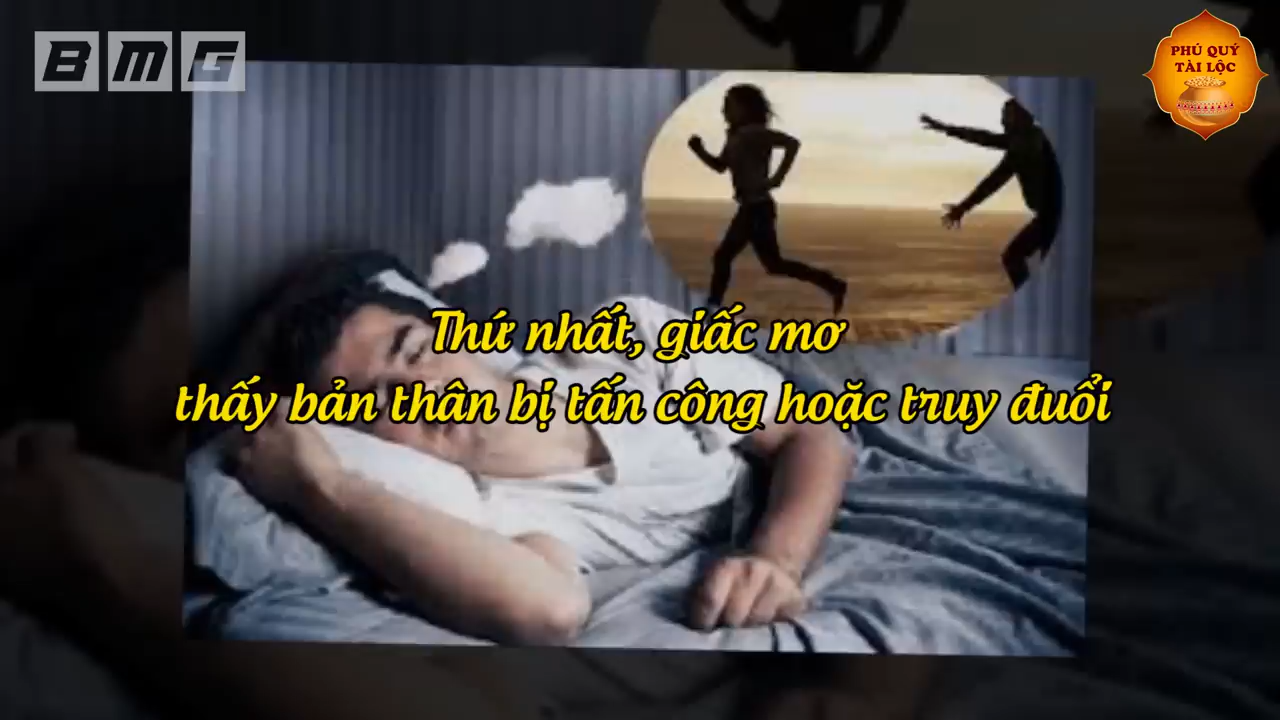 BMG
PHÚ QUÝ
TÀI LỘC
Thứ nhất, giấc mơ
thấy bản thân bị tấn công hoặc truy đuổi